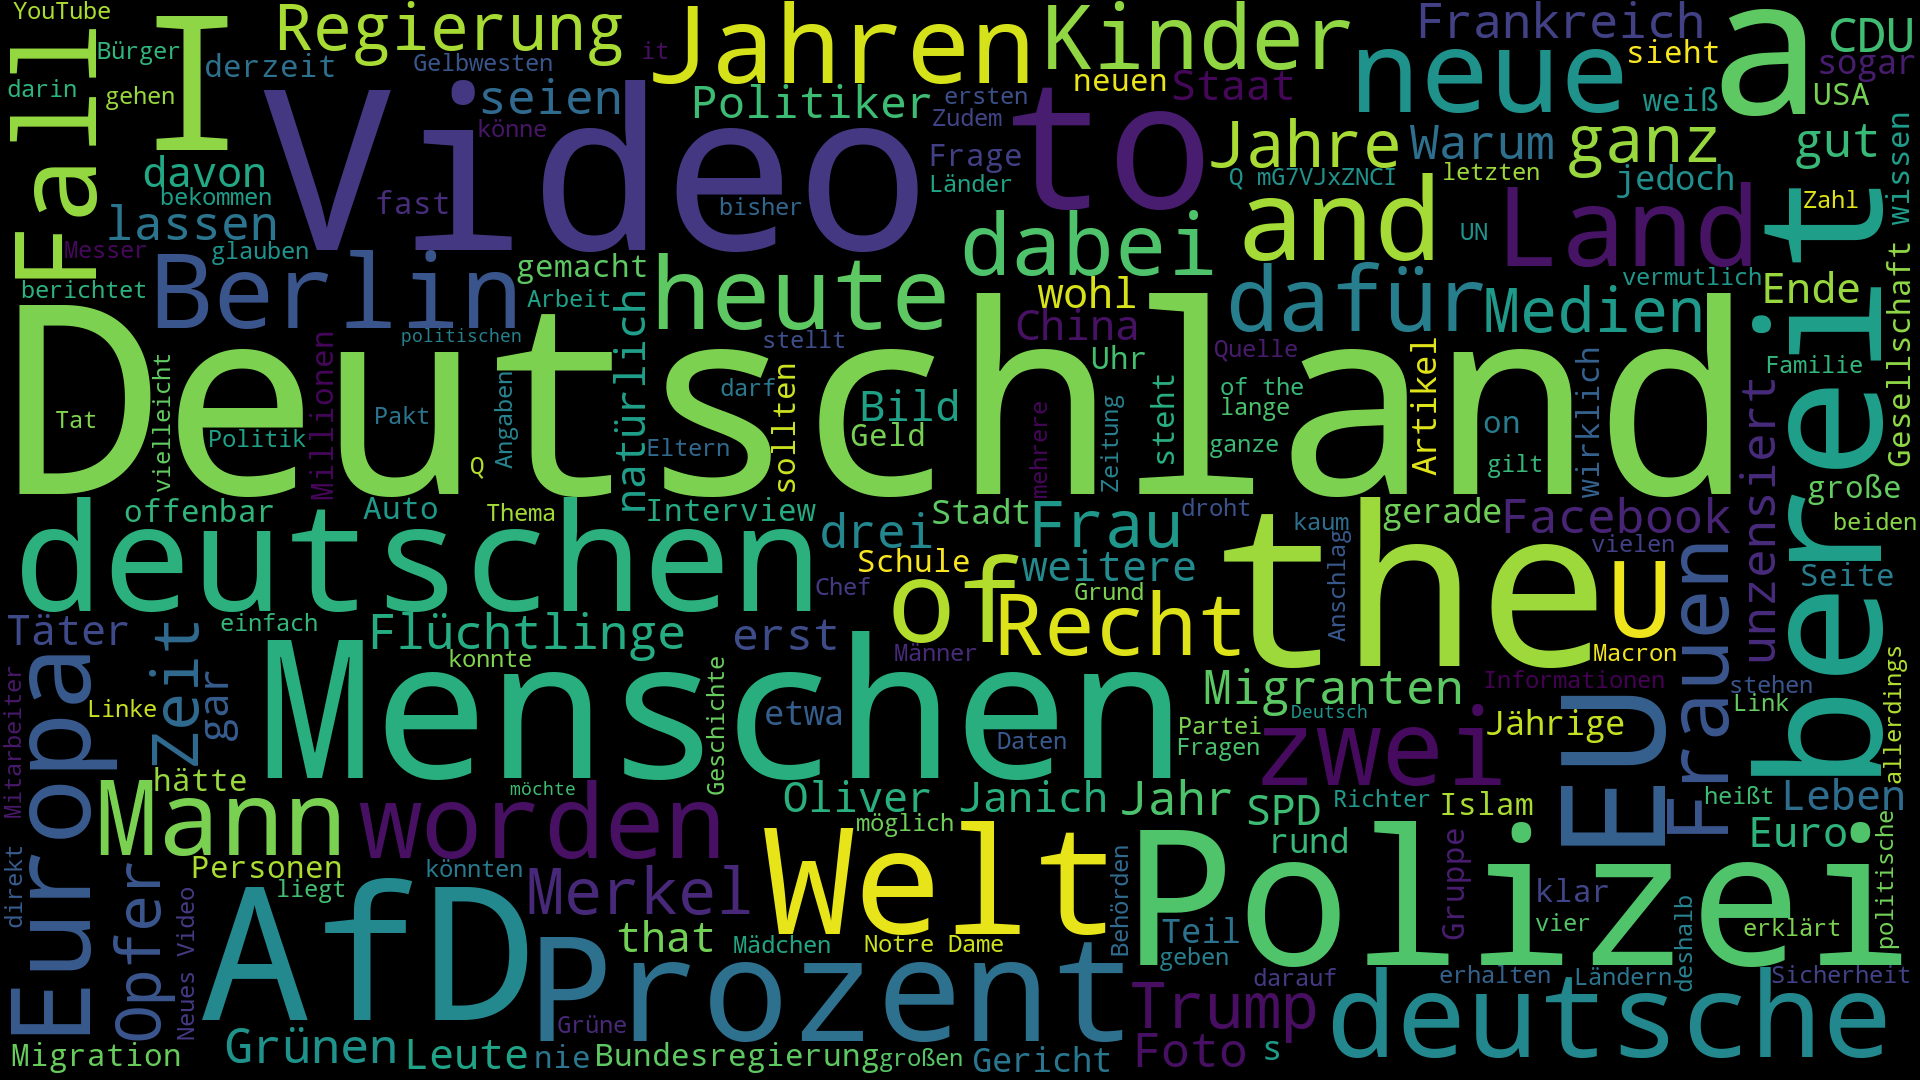 YouTube
Bürger
darin
gehen
Fall
I
Regierung
it
Jahren
Kinder
Frankreich
a
CDU
derzeit
Gelbwesten
neuen
Staat
neue
sieht
sogar
Video
seien
könne
Politiker
ersten
Zudem
to
weiß
USA
davon
bekommen
fast
bisher
Frage
Länder
Jahre
Warum
ganz
gut
Q mG7VJxZNCI
letzten
jedoch
wissen
lassen
Messer
glauben
berichtet
dabei
and
UN
Land
Zahl
bereit
Berlin
gemacht
Arbeit
heute
wohl
China
dafür
Medien
vermutlich
Ende
Gesellschaft
politischen
stellt
Uhr
Quelle
Deutschland
Tat
vielleicht
Politik
Millionen
Pakt
Q
Angaben
natürlich
Eltern
darf
sollten
Bild
Geld
mehrere
Zeitung
steht
of the
lange
ganze
Artikel
on
gilt
wirklich
Familie
unzensiert
große
beiden
deutschen
offenbar
Auto
Thema
Interview
drei
Stadt
Frau
droht
kaum
gerade
Facebook
vielen
Schule
Chef
of
weitere
Grund
Anschlag
the
U
Seite
Täter
Zeit
einfach
Flüchtlinge
erst
Männer
Recht
Macron
Frauen
Europa
Mitarbeiter
Linke
gar
konnte
Menschen
Geschichte
etwa
Daten
Migranten
Informationen
stehen
Link
allerdings
Deutsch
Partei
Fragen
zwei
Jährige
EU
hätte
Mann
worden
möchte
Oliver Janich
möglich
Jahr
SPD
Richter
Islam
heißt
Leben
rund
Euro
Personen
liegt
könnten
Merkel
Welt
Behörden
Polizei
Gruppe
klar
vier
erklärt
politische
direkt
Opfer
Neues Video
AfD
that
Mädchen
Notre Dame
Teil
geben
Prozent
darauf
erhalten
Ländern
deshalb
Sicherheit
Trump
deutsche
Grüne
Migration
Grünen
Leute
nie
Bundesregierung
großen
Gericht
Foto
s